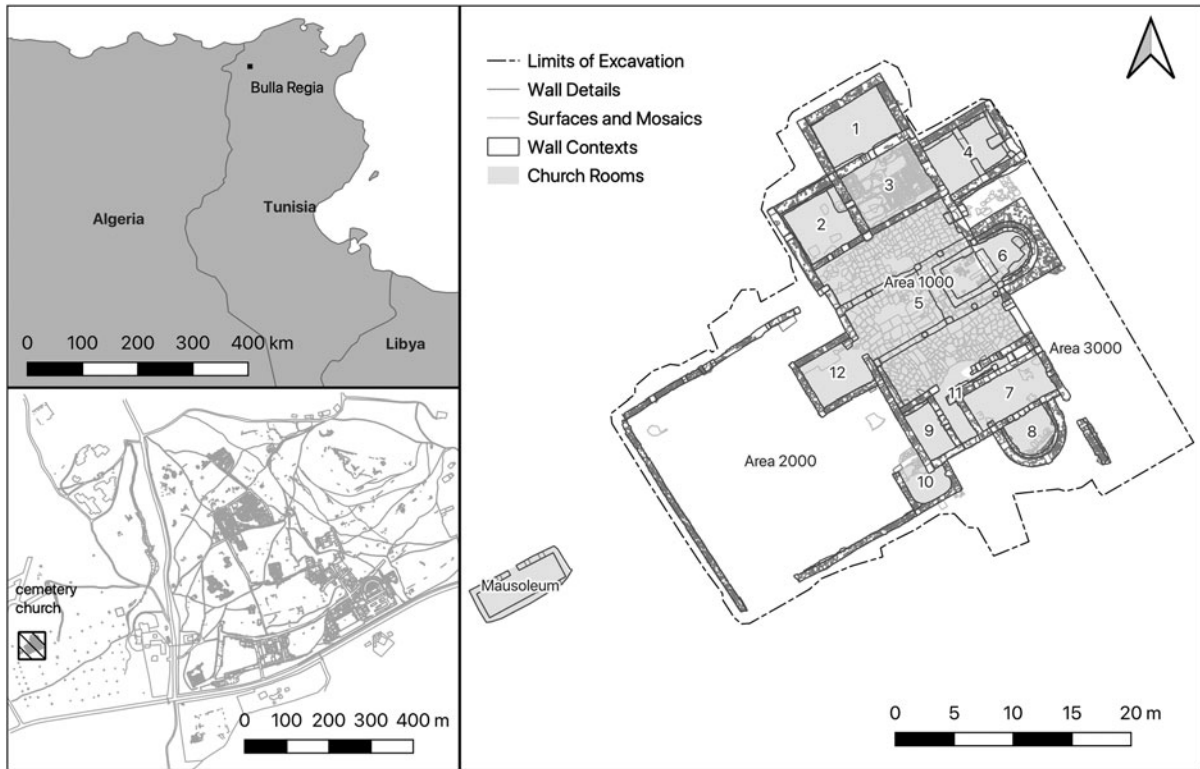 Bulla Regia
Algeria
Tunisia
0 100 200 300 400 km
Libya
cemetery
church
0 100 200 300 400 m
Limits of Excavation
Wall Details
Surfaces and Mosaics
Wall Contexts
Church Rooms
1
4
3
2
6
Area 1000
5
Area 3000
12
11
7
9
8
Area 2000
10
Mausoleum
0 5 10 15 20 m